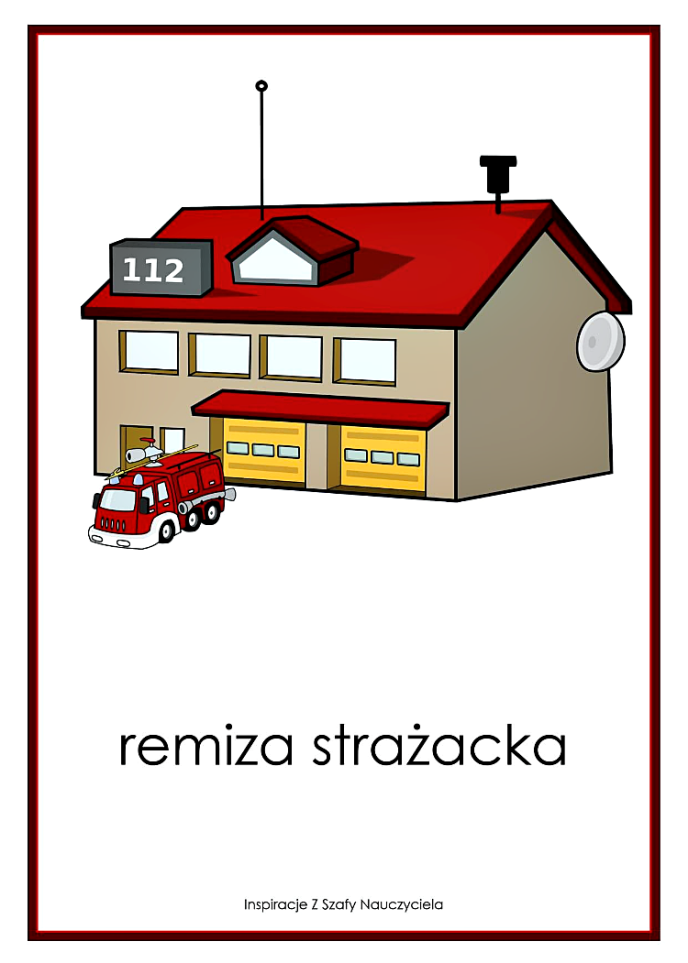 112
remiza strażacka
Inspiracje Z Szafy Nauczyciela